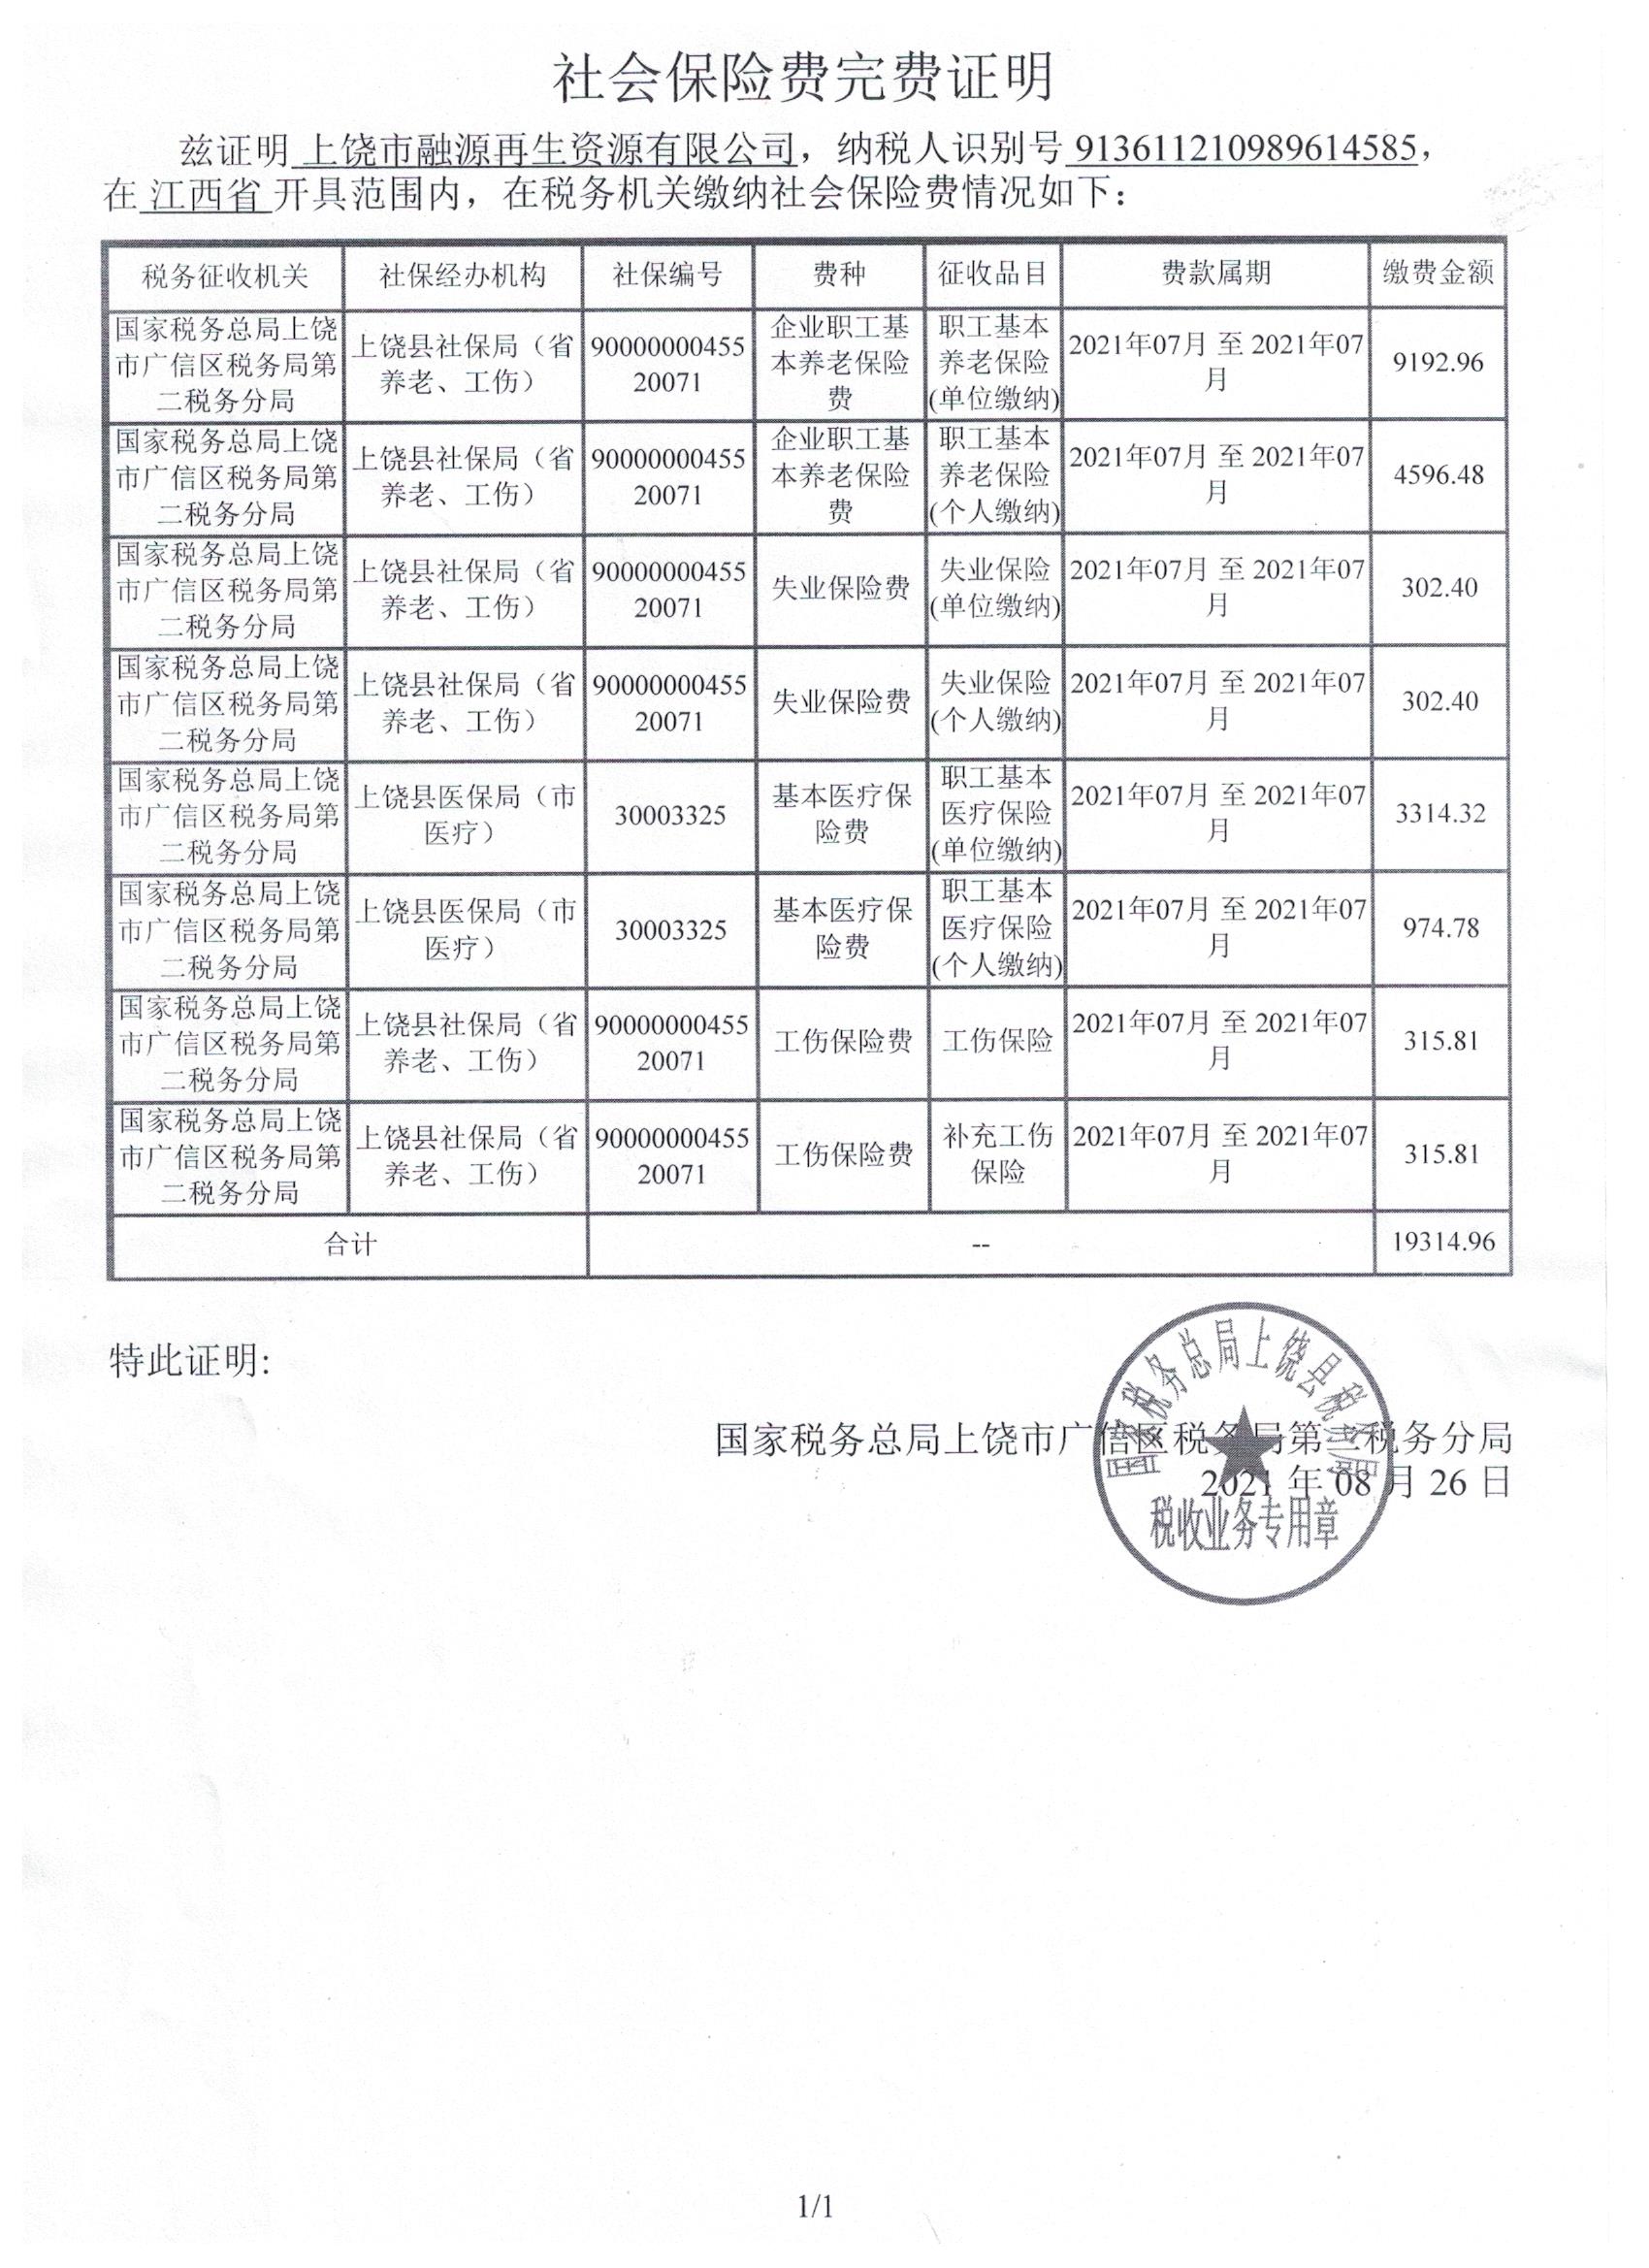 社会保险费完费证明
兹证明 上饶市融源再生资源有限公司，纳税人识别号 913611210989614585，
在 江西省 开具范围内，在税务机关缴纳社会保险费情况如下：
税务征收机关 社保经办机构 社保编号 费种 征收品目 费款属期 缴费金额
国家税务总局上饶市广信区税务局第二税务分局 上饶县社保局（省养老、工伤） 9000000045520071 企业职工基本养老保险费 职工基本养老保险(单位缴纳) 2021年07月 至 2021年07月 9192.96
国家税务总局上饶市广信区税务局第二税务分局 上饶县社保局（省养老、工伤） 9000000045520071 企业职工基本养老保险费 职工基本养老保险(个人缴纳) 2021年07月 至 2021年07月 4596.48
国家税务总局上饶市广信区税务局第二税务分局 上饶县社保局（省养老、工伤） 9000000045520071 失业保险费 失业保险(单位缴纳) 2021年07月 至 2021年07月 302.40
国家税务总局上饶市广信区税务局第二税务分局 上饶县社保局（省养老、工伤） 9000000045520071 失业保险费 失业保险(个人缴纳) 2021年07月 至 2021年07月 302.40
国家税务总局上饶市广信区税务局第二税务分局 上饶县医保局（市医疗） 30003325 基本医疗保险费 职工基本医疗保险(单位缴纳) 2021年07月 至 2021年07月 3314.32
国家税务总局上饶市广信区税务局第二税务分局 上饶县医保局（市医疗） 30003325 基本医疗保险费 职工基本医疗保险(个人缴纳) 2021年07月 至 2021年07月 974.78
国家税务总局上饶市广信区税务局第二税务分局 上饶县社保局（省养老、工伤） 9000000045520071 工伤保险费 工伤保险 2021年07月 至 2021年07月 315.81
国家税务总局上饶市广信区税务局第二税务分局 上饶县社保局（省养老、工伤） 9000000045520071 工伤保险费 补充工伤保险 2021年07月 至 2021年07月 315.81
合计 -- 19314.96
特此证明:
国家税务总局上饶市广信区税务局第二税务分局
2021 年 08 月 26 日
国家税务总局上饶县税务局
税收业务专用章
1/1